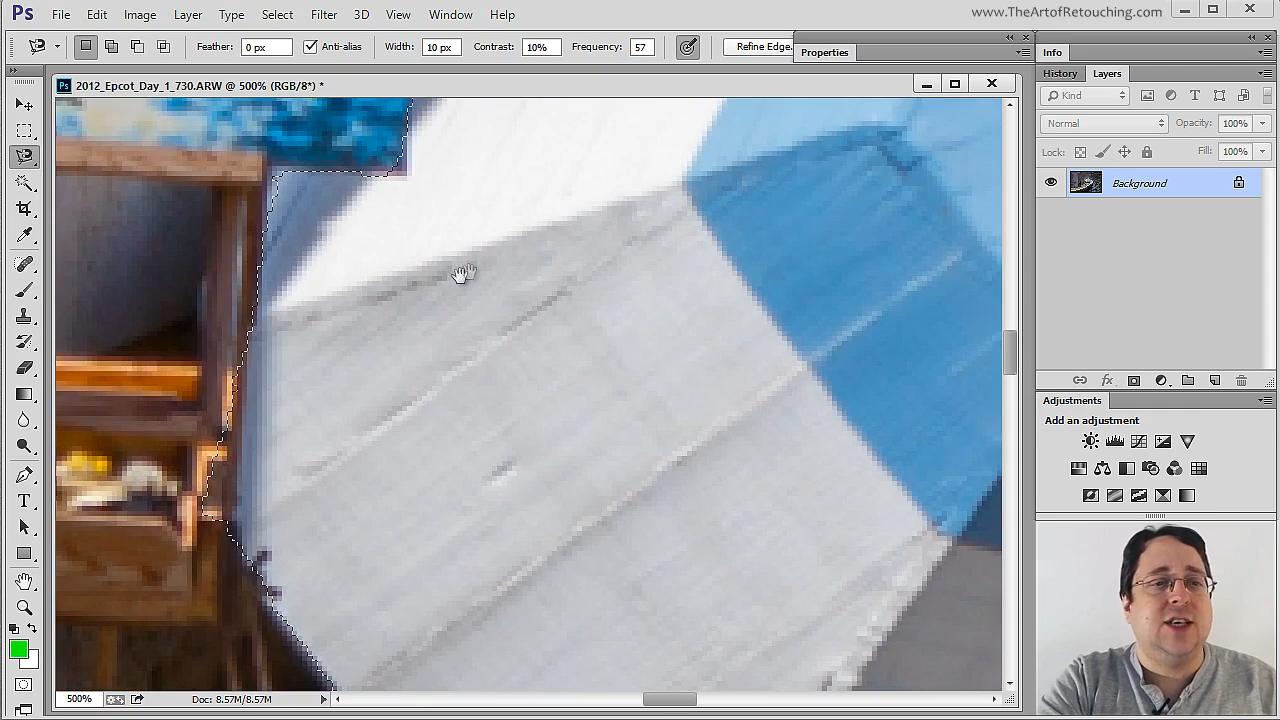 Ps File Edit Image Layer Type Select Filter 3D View Window Help www.TheArtofRetouching.com
Feather: 0 px Anti-alias Width: 10 px Contrast: 10% Frequency: 57 Refine Edge.
Properties
Info
Ps 2012_Epcot_Day_1_730.ARW @ 500% (RGB/8*) *
History Layers
Kind
Normal Opacity: 100%
Lock: Fill: 100%
Background
Adjustments
Add an adjustment
T
500% Doc: 8.57M/8.57M